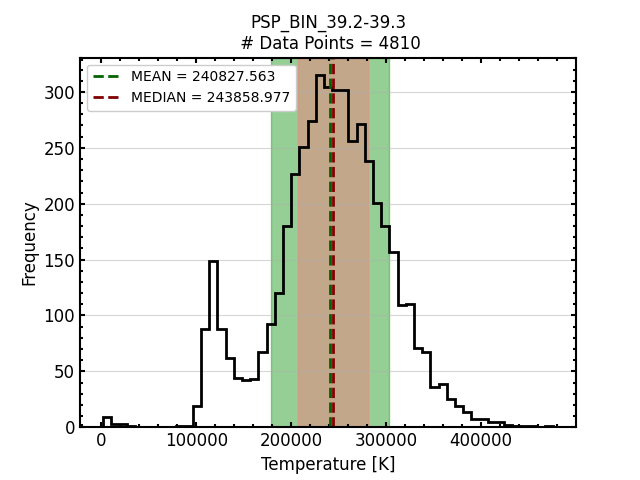 PSP_BIN_39.2-39.3
# Data Points = 4810
MEAN = 240827.563
MEDIAN = 243858.977
Frequency
300
250
200
150
100
50
0
0 100000 200000 300000 400000
Temperature [K]